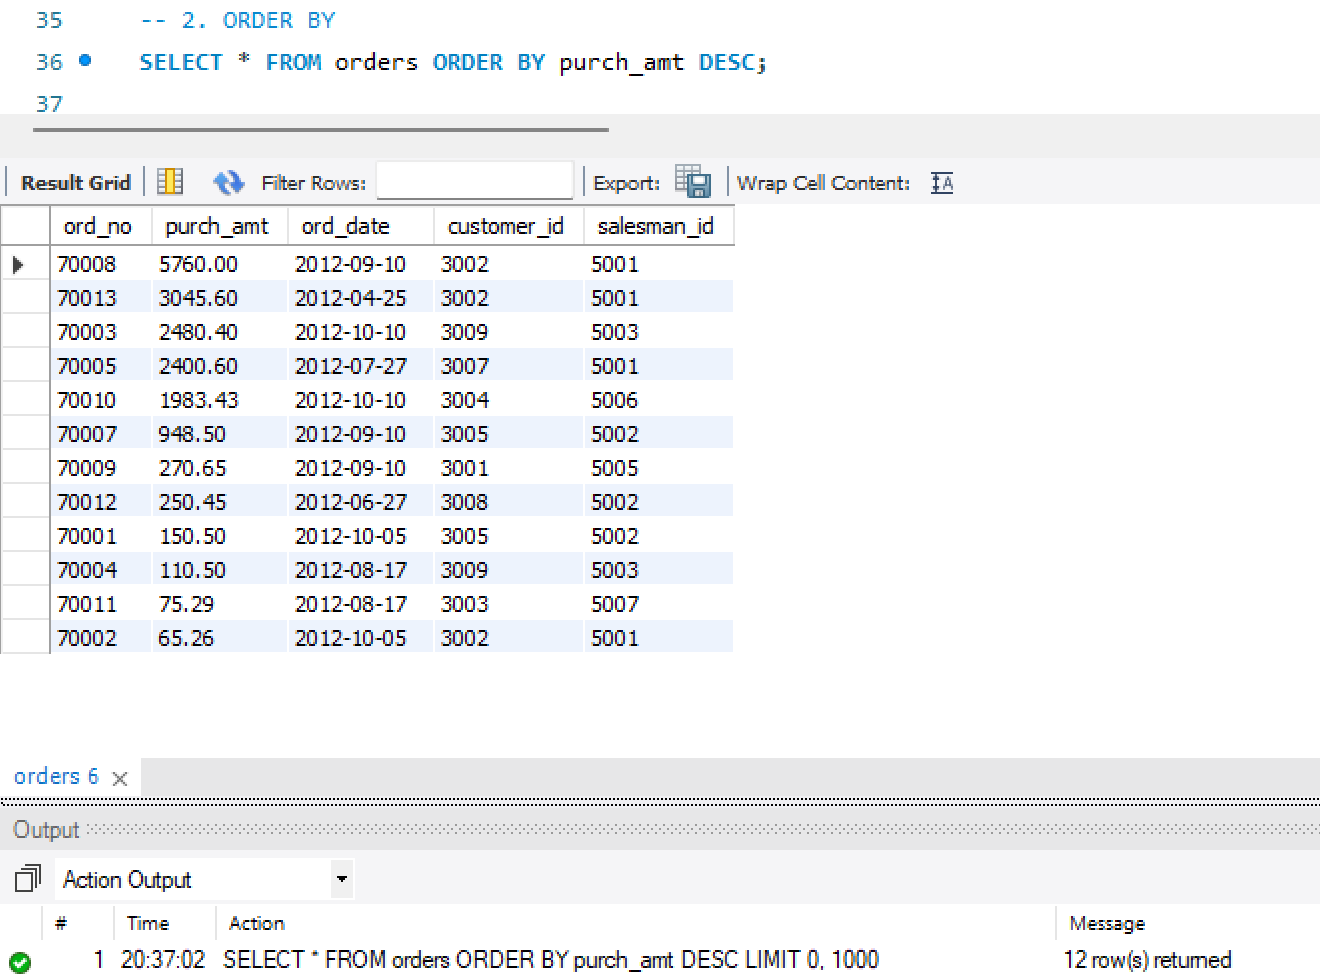 35 -- 2. ORDER BY
36 SELECT * FROM orders ORDER BY purch_amt DESC;
37
Result Grid Filter Rows: Export: Wrap Cell Content: IA
ord_no purch_amt ord_date customer_id salesman_id
70008 5760.00 2012-09-10 3002 5001
70013 3045.60 2012-04-25 3002 5001
70003 2480.40 2012-10-10 3009 5003
70005 2400.60 2012-07-27 3007 5001
70010 1983.43 2012-10-10 3004 5006
70007 948.50 2012-09-10 3005 5002
70009 270.65 2012-09-10 3001 5005
70012 250.45 2012-06-27 3008 5002
70001 150.50 2012-10-05 3005 5002
70004 110.50 2012-08-17 3009 5003
70011 75.29 2012-08-17 3003 5007
70002 65.26 2012-10-05 3002 5001
orders 6
Output
Action Output
# Time Action Message
1 20:37:02 SELECT * FROM orders ORDER BY purch_amt DESC LIMIT 0, 1000 12 row(s) returned